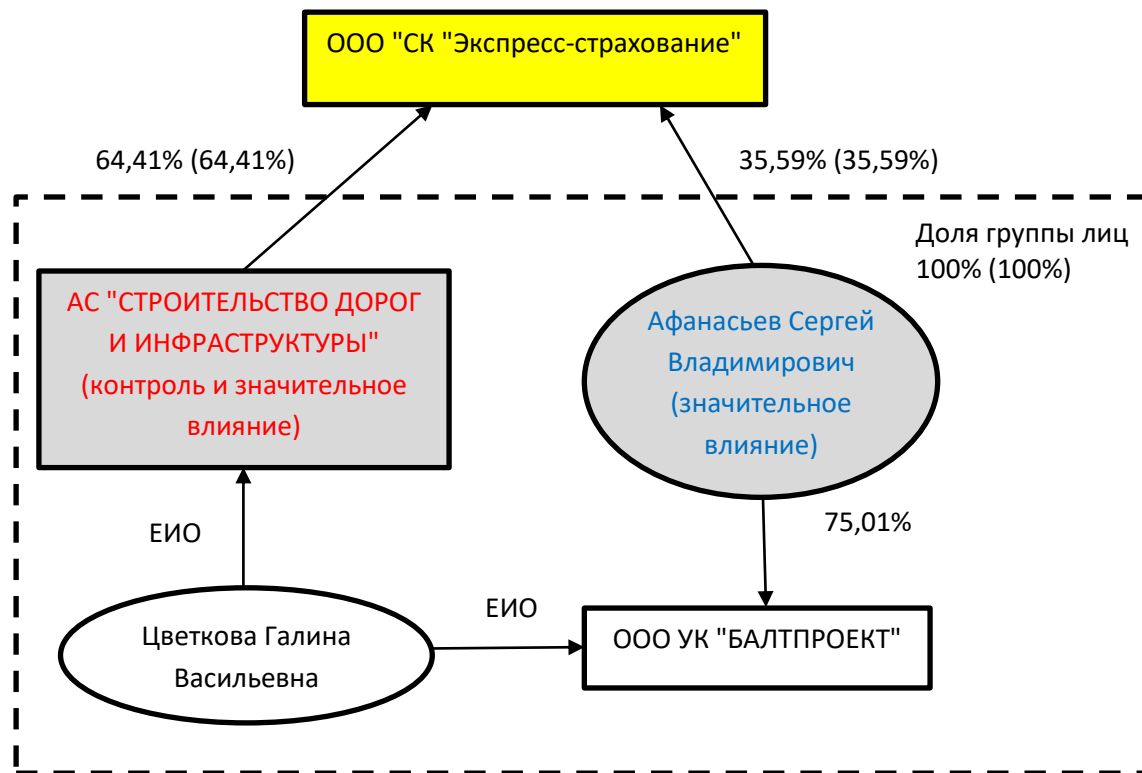 ООО "СК "Экспресс-страхование"
64,41% (64,41%)
35,59% (35,59%)
Доля группы лиц
100% (100%)
АС "СТРОИТЕЛЬСТВО ДОРОГ
И ИНФРАСТРУКТУРЫ"
(контроль и значительное
влияние)
Афанасьев Сергей
Владимирович
(значительное
влияние)
75,01%
ЕИО
ЕИО
Цветкова Галина
Васильевна
ООО УК "БАЛТПРОЕКТ"